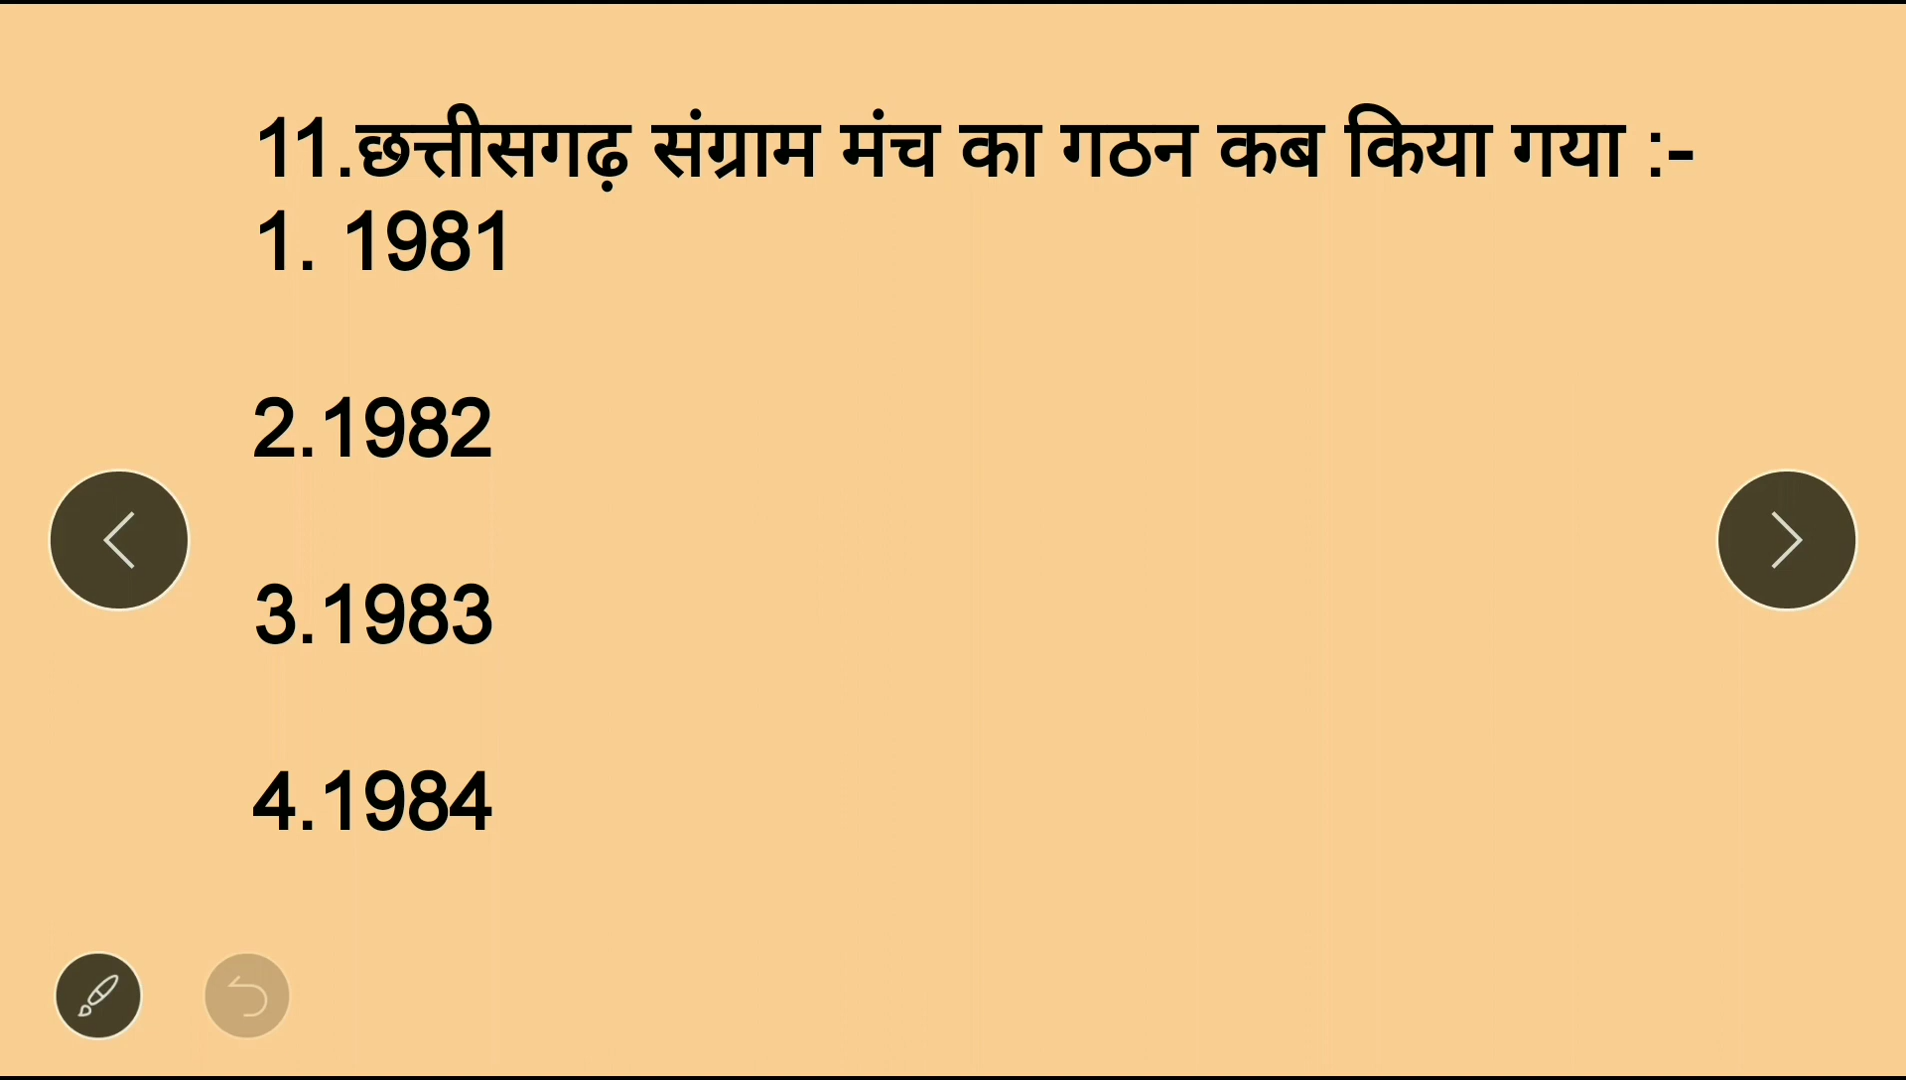 11.छत्तीसगढ़ संग्राम मंच का गठन कब किया गया :-
1. 1981
2.1982
3.1983
4.1984